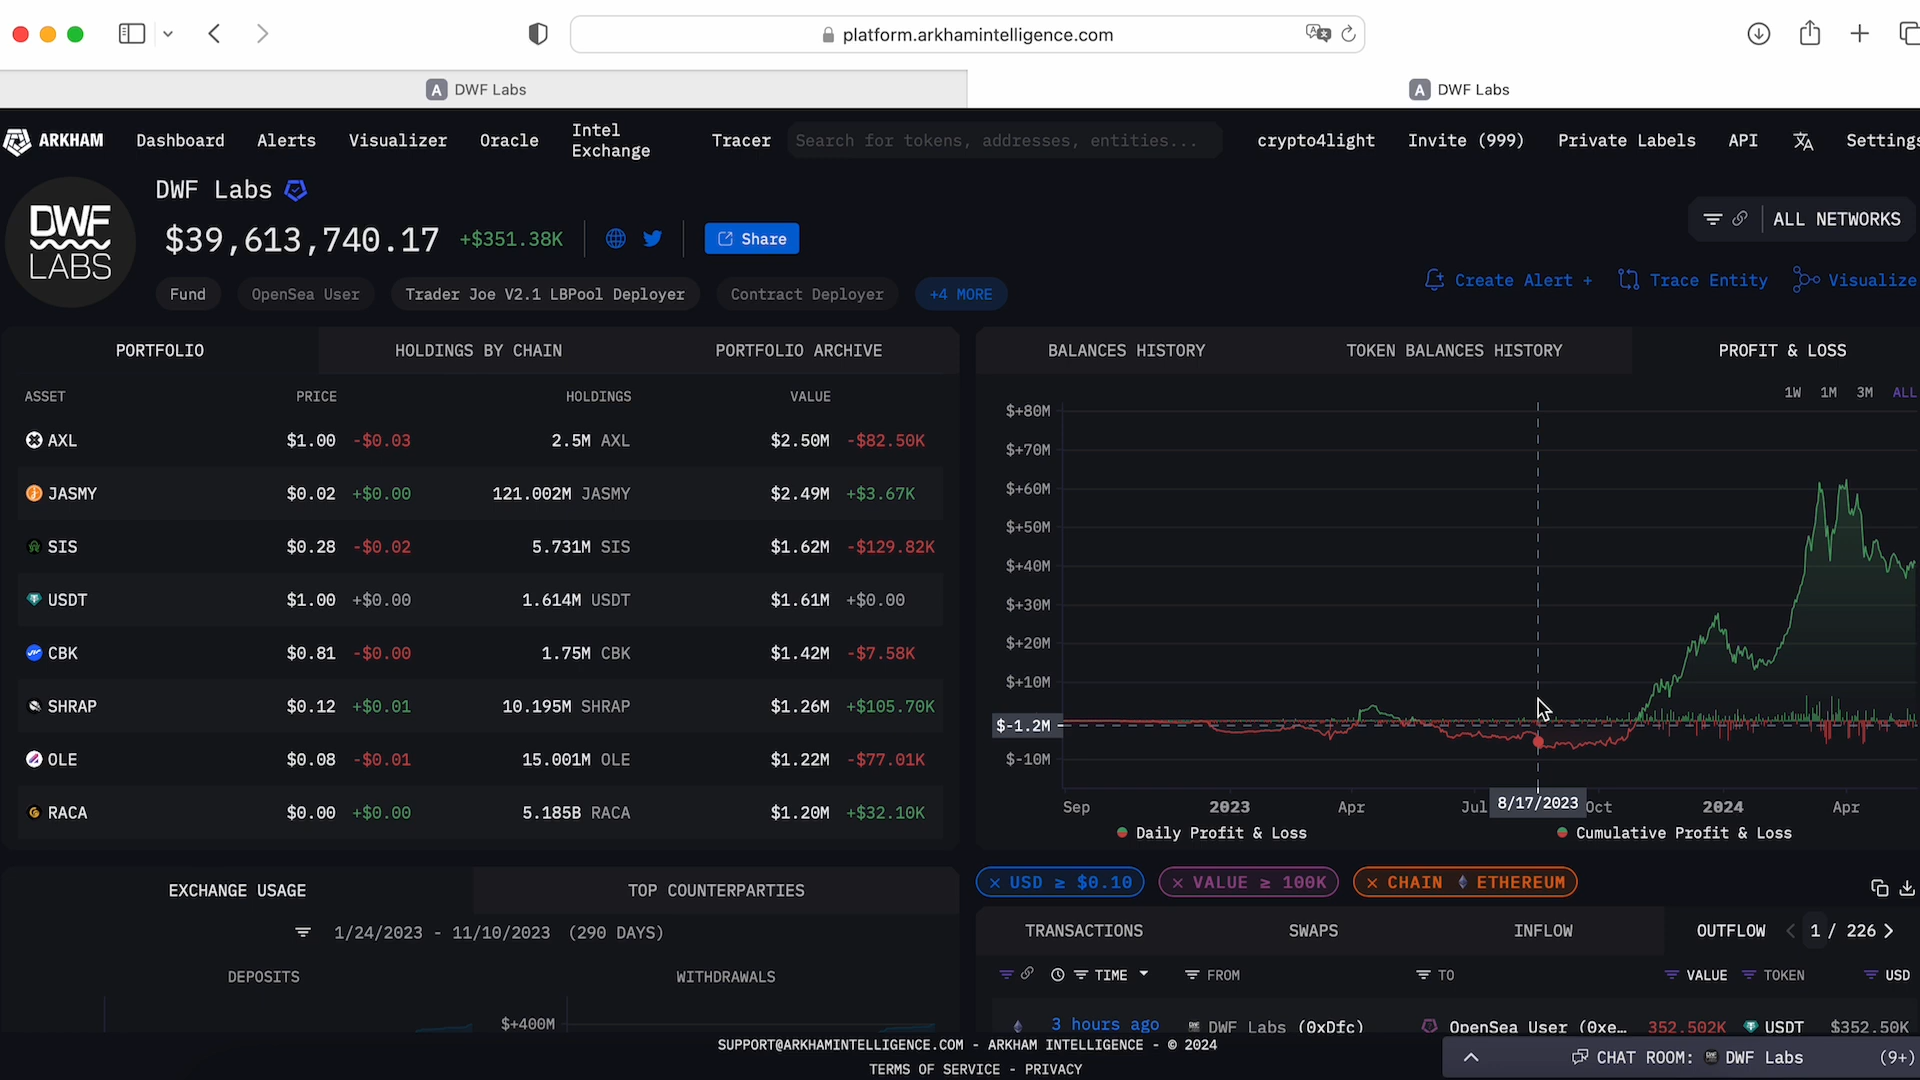 platform.arkhamintelligence.com
A DWF Labs
A DWF Labs
ARKHAM Dashboard Alerts Visualizer Oracle Intel Exchange Tracer Search for tokens, addresses, entities... crypto4light Invite (999) Private Labels API Settings
DWF Labs
DWF LABS
$39,613,740.17 +$351.38K Share
ALL NETWORKS
Fund OpenSea User Trader Joe V2.1 LBPool Deployer Contract Deployer +4 MORE
Create Alert + Trace Entity Visualize
PORTFOLIO HOLDINGS BY CHAIN PORTFOLIO ARCHIVE
ASSET PRICE HOLDINGS VALUE
AXL $1.00 -$0.03 2.5M AXL $2.50M -$82.50K
JASMY $0.02 +$0.00 121.002M JASMY $2.49M +$3.67K
SIS $0.28 -$0.02 5.731M SIS $1.62M -$129.82K
USDT $1.00 +$0.00 1.614M USDT $1.61M +$0.00
CBK $0.81 -$0.00 1.75M CBK $1.42M -$7.58K
SHRAP $0.12 +$0.01 10.195M SHRAP $1.26M +$105.70K
OLE $0.08 -$0.01 15.001M OLE $1.22M -$77.01K
RACA $0.00 +$0.00 5.185B RACA $1.20M +$32.10K
BALANCES HISTORY TOKEN BALANCES HISTORY PROFIT & LOSS
1W 1M 3M ALL
$+80M
$+70M
$+60M
$+50M
$+40M
$+30M
$+20M
$+10M
$-1.2M
$-10M
Sep 2023 Apr Jul 8/17/2023 Oct 2024 Apr
Daily Profit & Loss Cumulative Profit & Loss
EXCHANGE USAGE TOP COUNTERPARTIES
1/24/2023 - 11/10/2023 (290 DAYS)
DEPOSITS WITHDRAWALS
$+400M
× USD ≥ $0.10 × VALUE ≥ 100K × CHAIN ETHEREUM
TRANSACTIONS SWAPS INFLOW OUTFLOW < 1 / 226 >
TIME FROM TO VALUE TOKEN USD
3 hours ago DWF Labs (0xDfc) OpenSea User (0xe… 352.502K USDT $352.50K
SUPPORT@ARKHAMINTELLIGENCE.COM - ARKHAM INTELLIGENCE - © 2024
TERMS OF SERVICE - PRIVACY
CHAT ROOM: DWF Labs (9+)